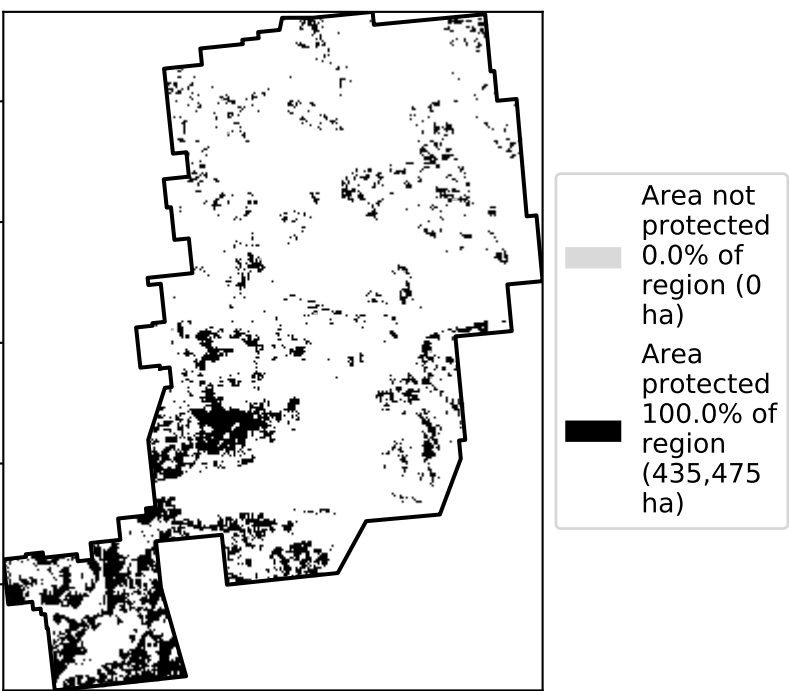 Area not
protected
0.0% of
region (0
ha)
Area
protected
100.0% of
region
(435,475
ha)